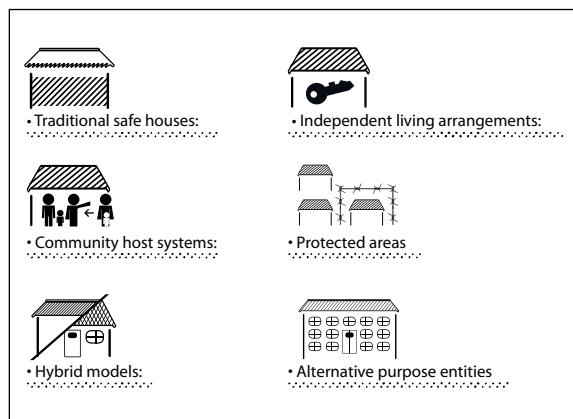 • Traditional safe houses:
• Independent living arrangements:
• Community host systems:
• Protected areas
• Hybrid models:
• Alternative purpose entities